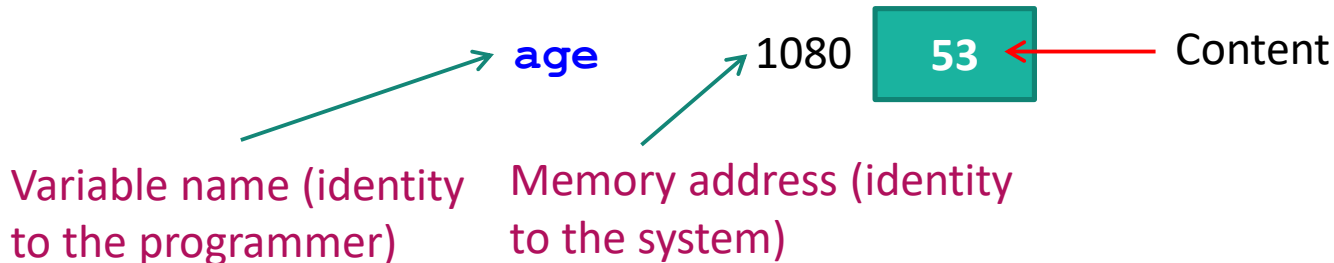 age 1080 53 Content
Variable name (identity
to the programmer)
Memory address (identity
to the system)